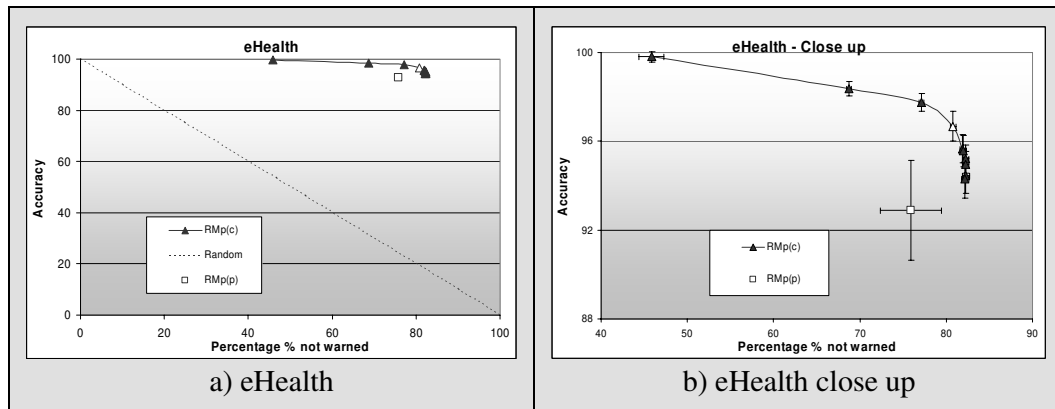 eHealth
100
80
60
40
20
0
0 20 40 60 80 100
Accuracy
Percentage % not warned
RMp(c)
Random
RMp(p)
a) eHealth
eHealth - Close up
100
96
92
88
40 50 60 70 80 90
Accuracy
Percentage % not warned
RMp(c)
RMp(p)
b) eHealth close up